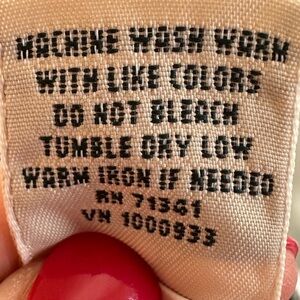 MACHINE WASH WARM
WITH LIKE COLORS
DO NOT BLEACH
TUMBLE DRY LOW
WARM IRON IF NEEDED
RN 71361
VN 1000933